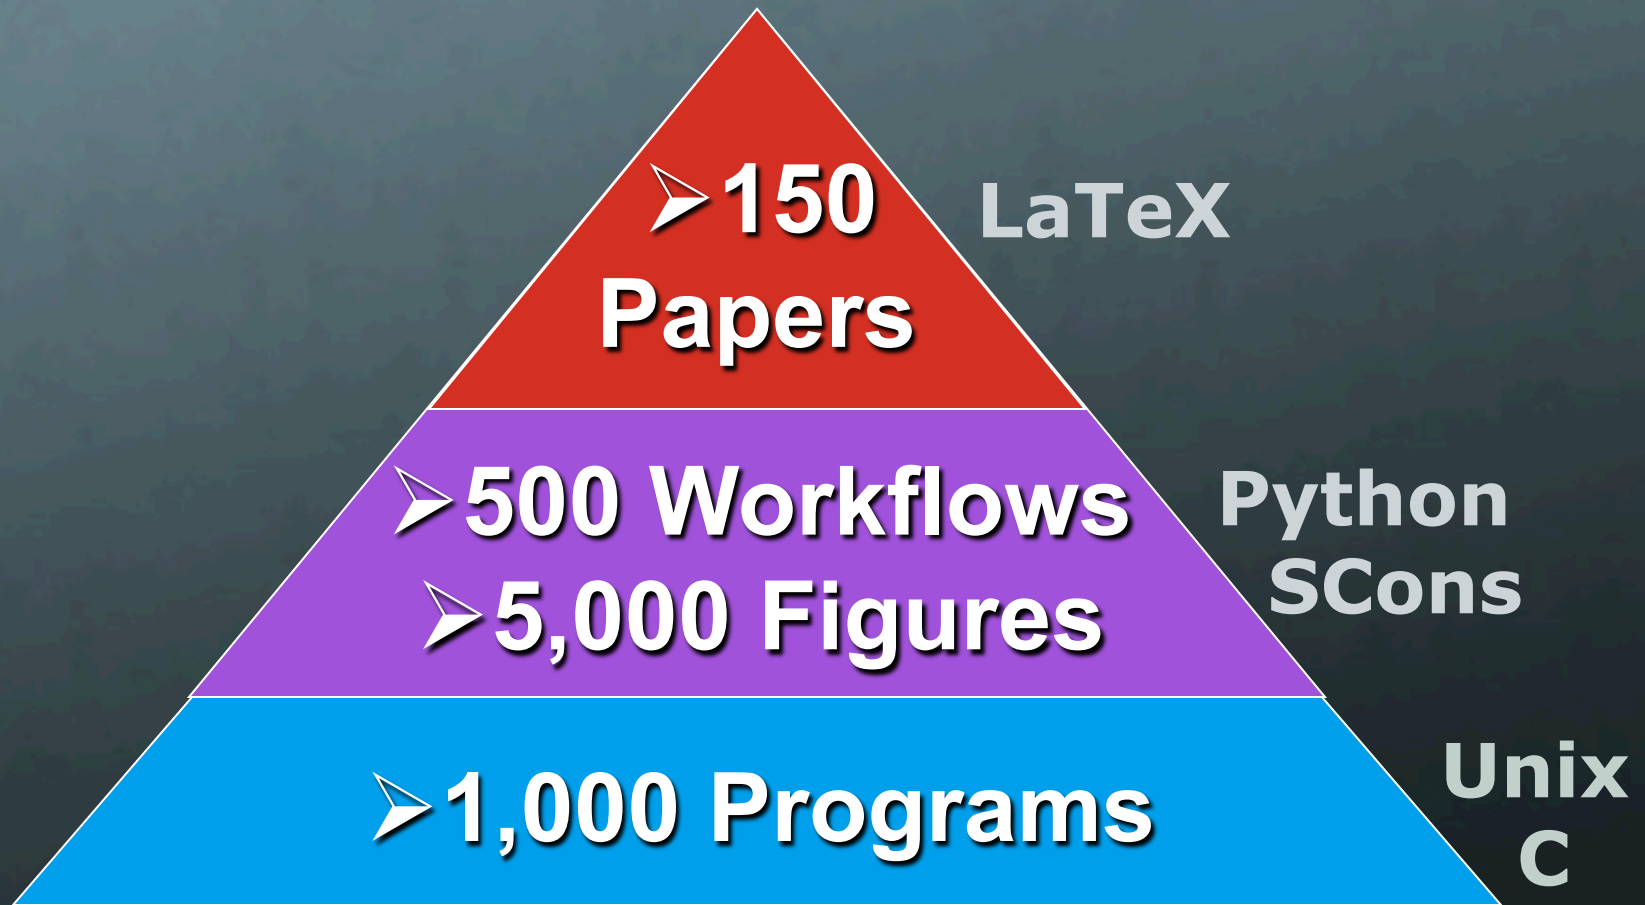 ➢150
Papers
LaTeX
➢500 Workflows
➢5,000 Figures
Python
SCons
➢1,000 Programs
Unix
C